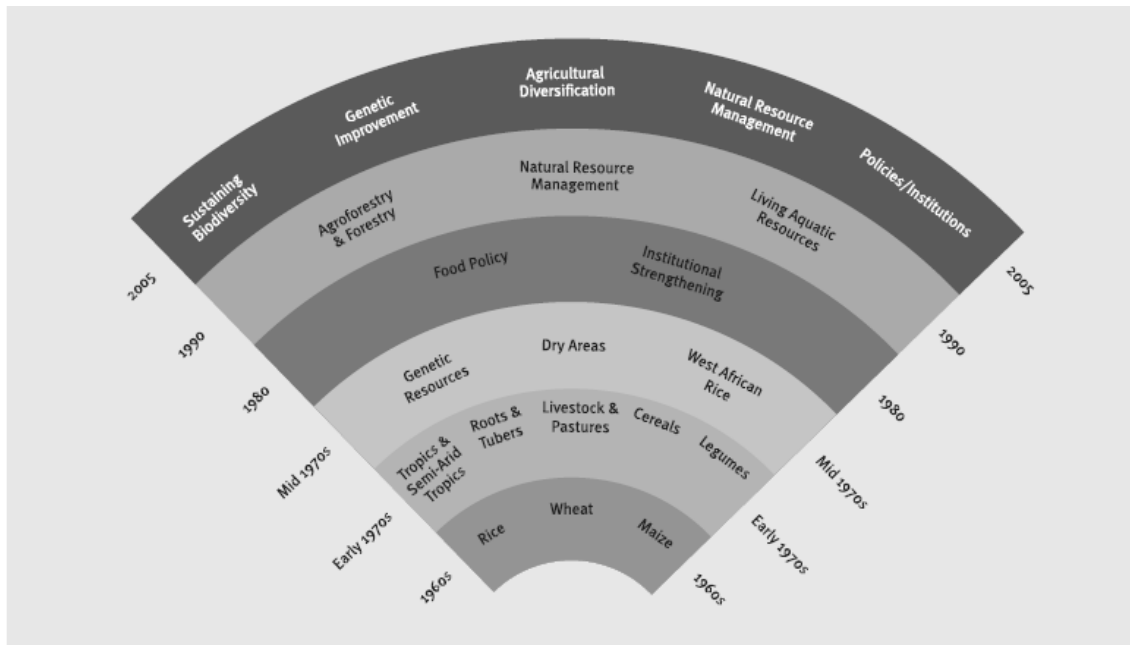 Agricultural
Diversification
Genetic
Improvement
Natural Resource
Management
Sustaining
Biodiversity
Policies/Institutions
Natural Resource
Management
Agroforestry
& Forestry
Living Aquatic
Resources
Food Policy
Institutional
Strengthening
Genetic
Resources
Dry Areas
West African
Rice
Tropics &
Semi-Arid
Tropics
Roots &
Tubers
Livestock &
Pastures
Cereals
Legumes
Rice
Wheat
Maize
2005
1990
1980
Mid 1970s
Early 1970s
1960s
2005
1990
1980
Mid 1970s
Early 1970s
1960s